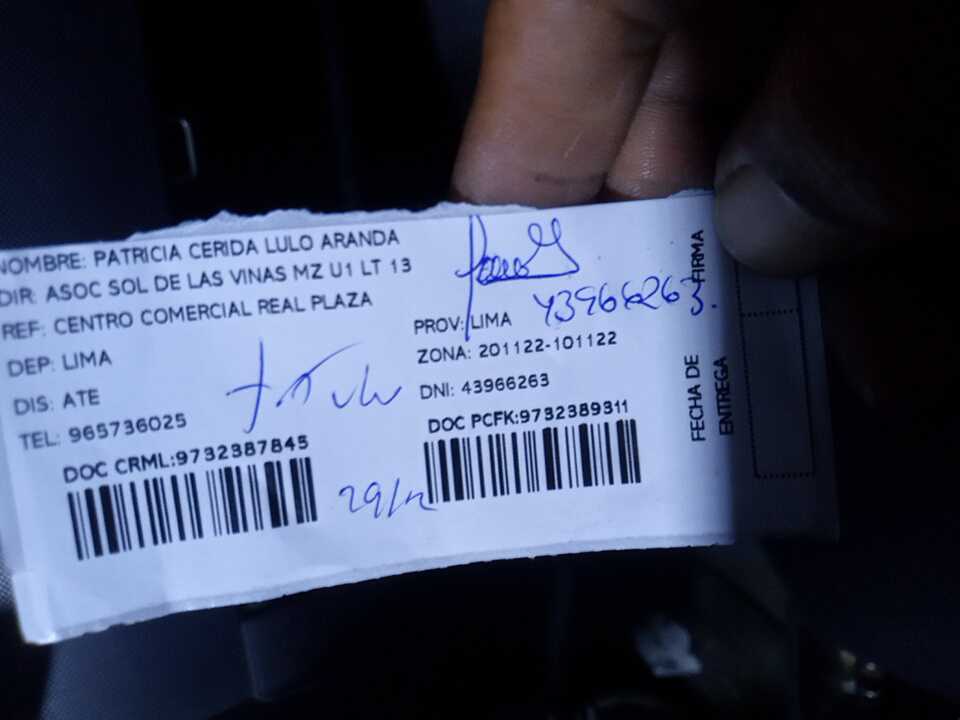 NOMBRE: PATRICIA CERIDA LULO ARANDA
DIR: ASOC SOL DE LAS VINAS MZ U1 LT 13
REF: CENTRO COMERCIAL REAL PLAZA
DEP: LIMA
PROV: LIMA
43966263.
DIS: ATE
ZONA: 201122-101122
TEL: 965736025
DNI: 43966263
DOC CRML:9732387845
DOC PCFK:9732389311
29/12
FECHA DE
ENTREGA
FIRMA